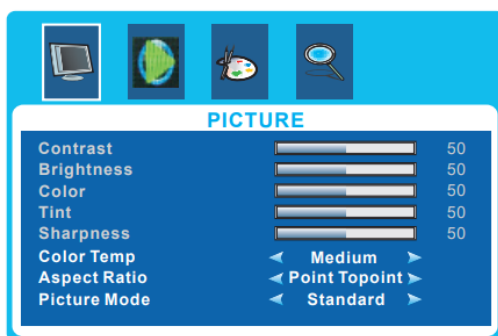 PICTURE
Contrast 50
Brightness 50
Color 50
Tint 50
Sharpness 50
Color Temp Medium
Aspect Ratio Point Topoint
Picture Mode Standard